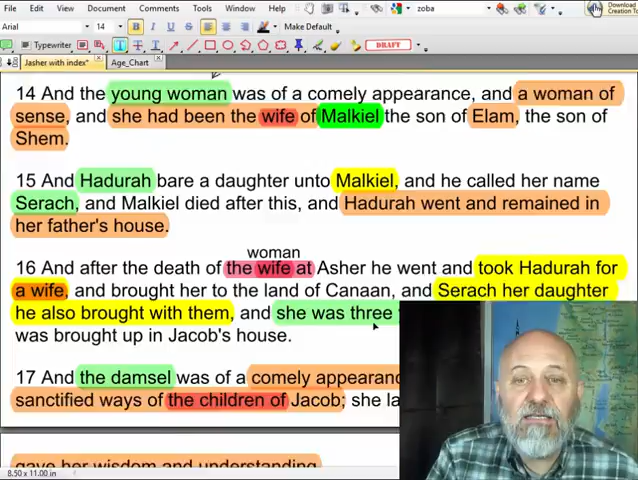 File Edit View Document Comments Tools Window Help
zoba
Download
Creation To
Arial 14 Make Default
Typewriter DRAFT
Jasher with index* Age_Chart
14 And the young woman was of a comely appearance, and a woman of
sense, and she had been the wife of Malkiel the son of Elam, the son of
Shem.
15 And Hadurah bare a daughter unto Malkiel, and he called her name
Serach, and Malkiel died after this, and Hadurah went and remained in
her father's house.
woman
16 And after the death of the wife at Asher he went and took Hadurah for
a wife, and brought her to the land of Canaan, and Serach her daughter
he also brought with them, and she was three
was brought up in Jacob's house.
17 And the damsel was of a comely appearanc
sanctified ways of the children of Jacob; she la
gave her wisdom and understanding
8.50 x 11.00 in